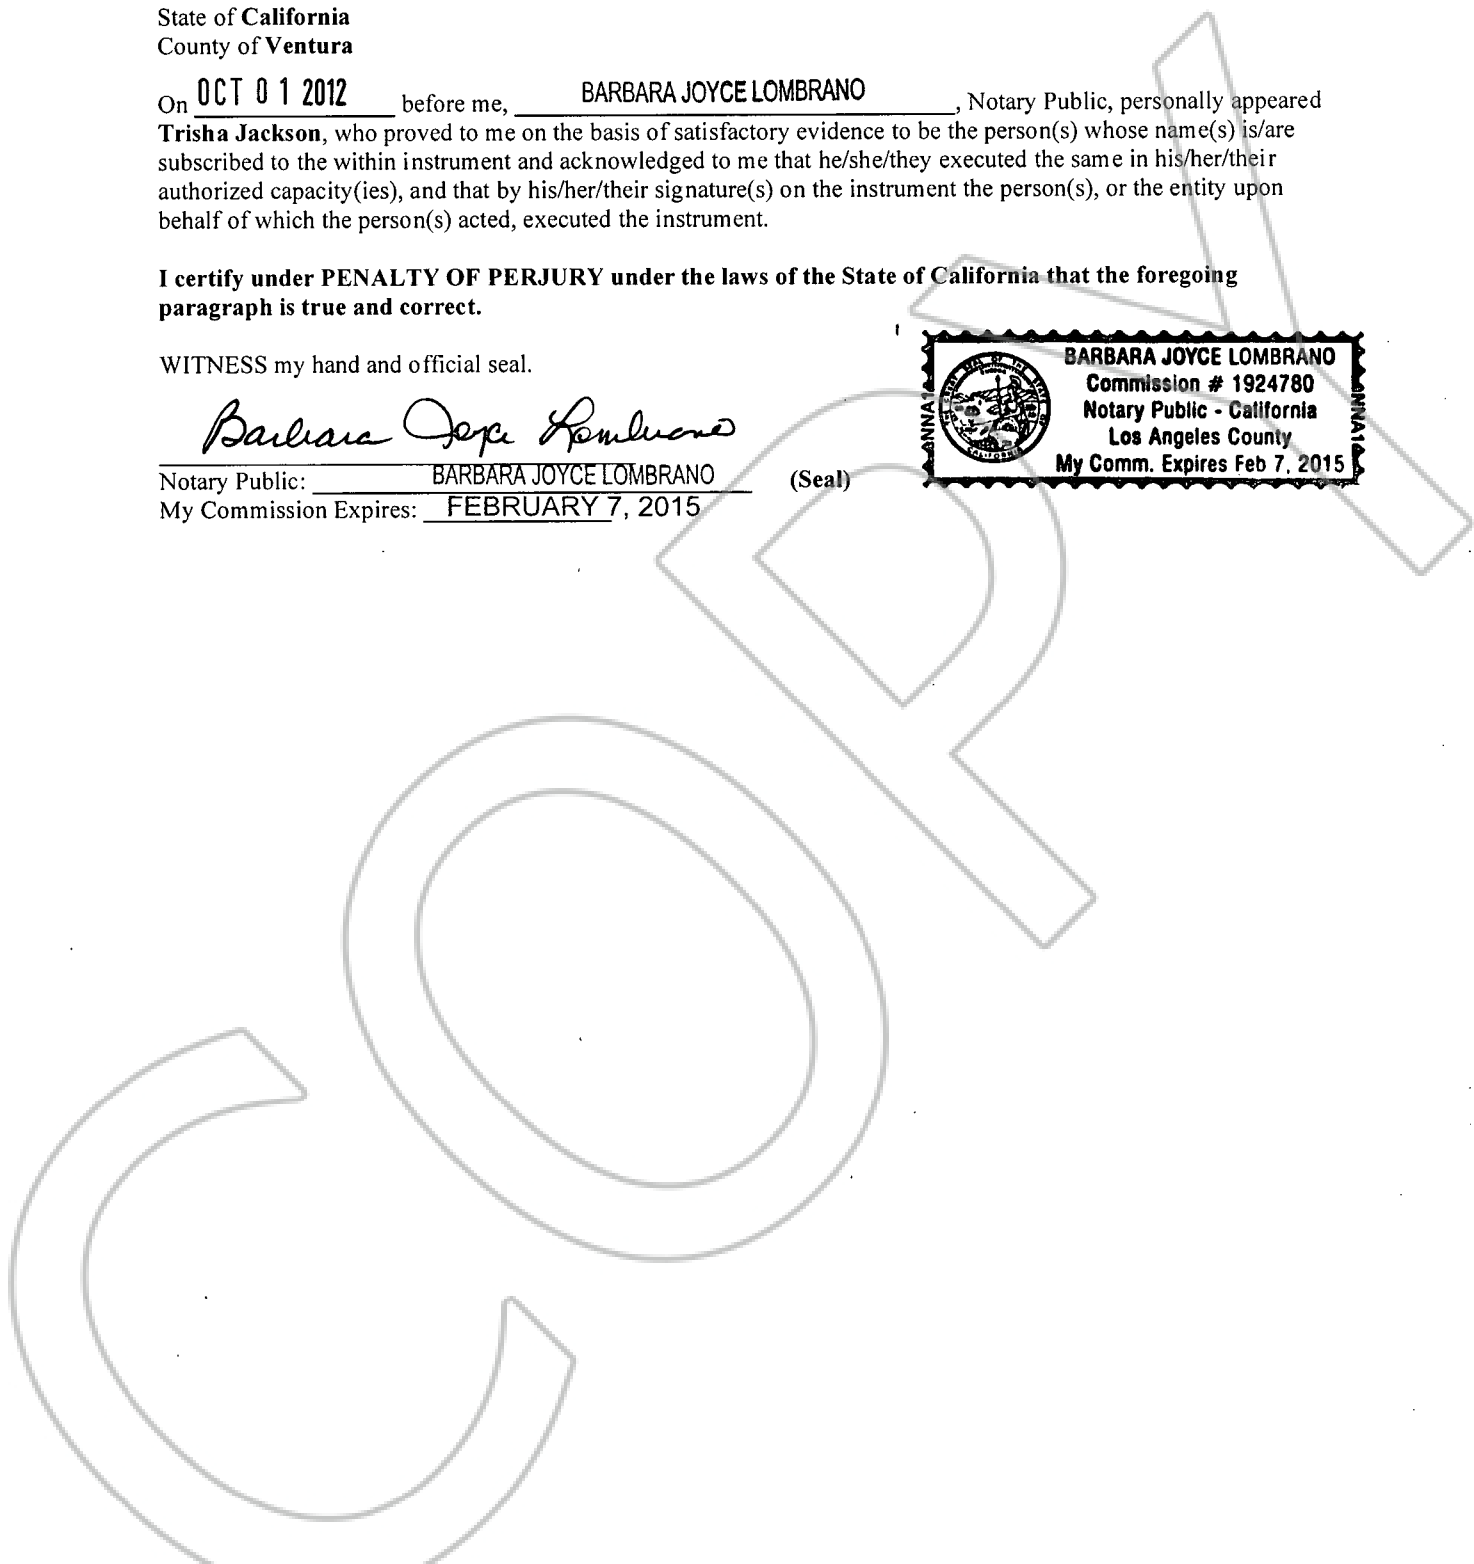 State of California
County of Ventura
On OCT 01 2012 before me, BARBARA JOYCE LOMBRANO, Notary Public, personally appeared
Trisha Jackson, who proved to me on the basis of satisfactory evidence to be the person(s) whose name(s) is/are
subscribed to the within instrument and acknowledged to me that he/she/they executed the same in his/her/their
authorized capacity(ies), and that by his/her/their signature(s) on the instrument the person(s), or the entity upon
behalf of which the person(s) acted, executed the instrument.
I certify under PENALTY OF PERJURY under the laws of the State of California that the foregoing
paragraph is true and correct.
WITNESS my hand and official seal.
BARBARA JOYCE LOMBRANO
Commission # 1924780
Notary Public - California
Los Angeles County
My Comm. Expires Feb 7, 2015
Barbara Joyce Lombrano
Notary Public: BARBARA JOYCE LOMBRANO (Seal)
My Commission Expires: FEBRUARY 7, 2015
COPY